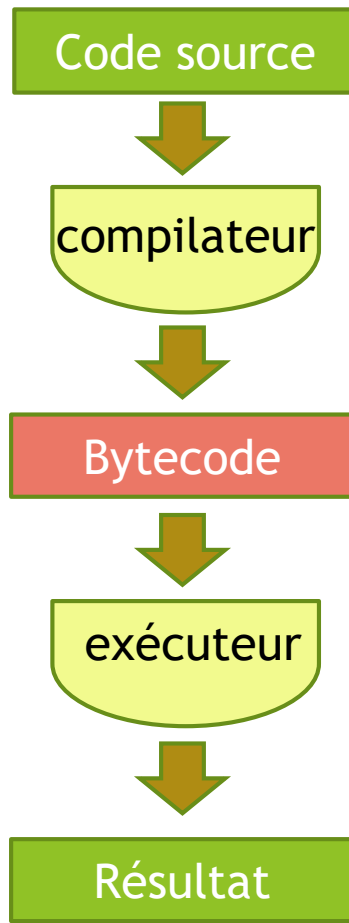 Code source
compilateur
Bytecode
exécuteur
Résultat